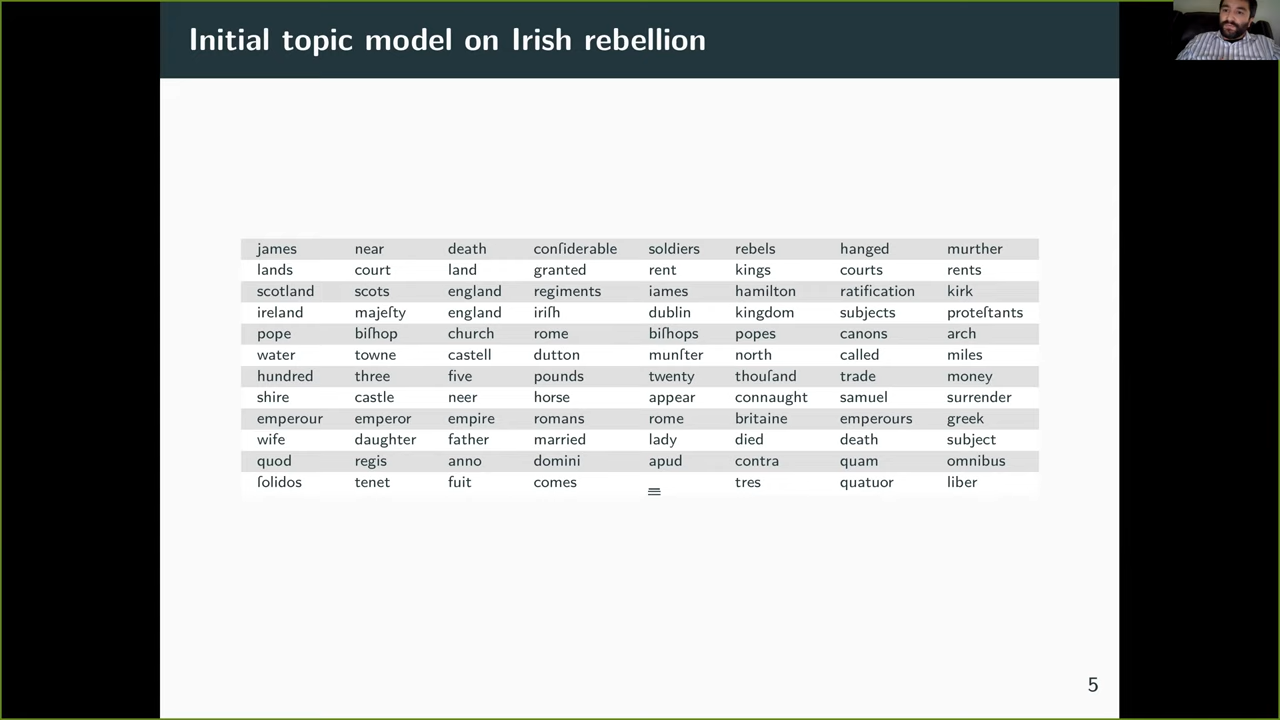 Initial topic model on Irish rebellion
james near death conſiderable soldiers rebels hanged murther
lands court land granted rent kings courts rents
scotland scots england regiments iames hamilton ratification kirk
ireland majeſty england iriſh dublin kingdom subjects proteſtants
pope biſhop church rome biſhops popes canons arch
water towne castell dutton munſter north called miles
hundred three five pounds twenty thouſand trade money
shire castle neer horse appear connaught samuel surrender
emperour emperor empire romans rome britaine emperours greek
wife daughter father married lady died death subject
quod regis anno domini apud contra quam omnibus
ſolidos tenet fuit comes ☰ tres quatuor liber
5